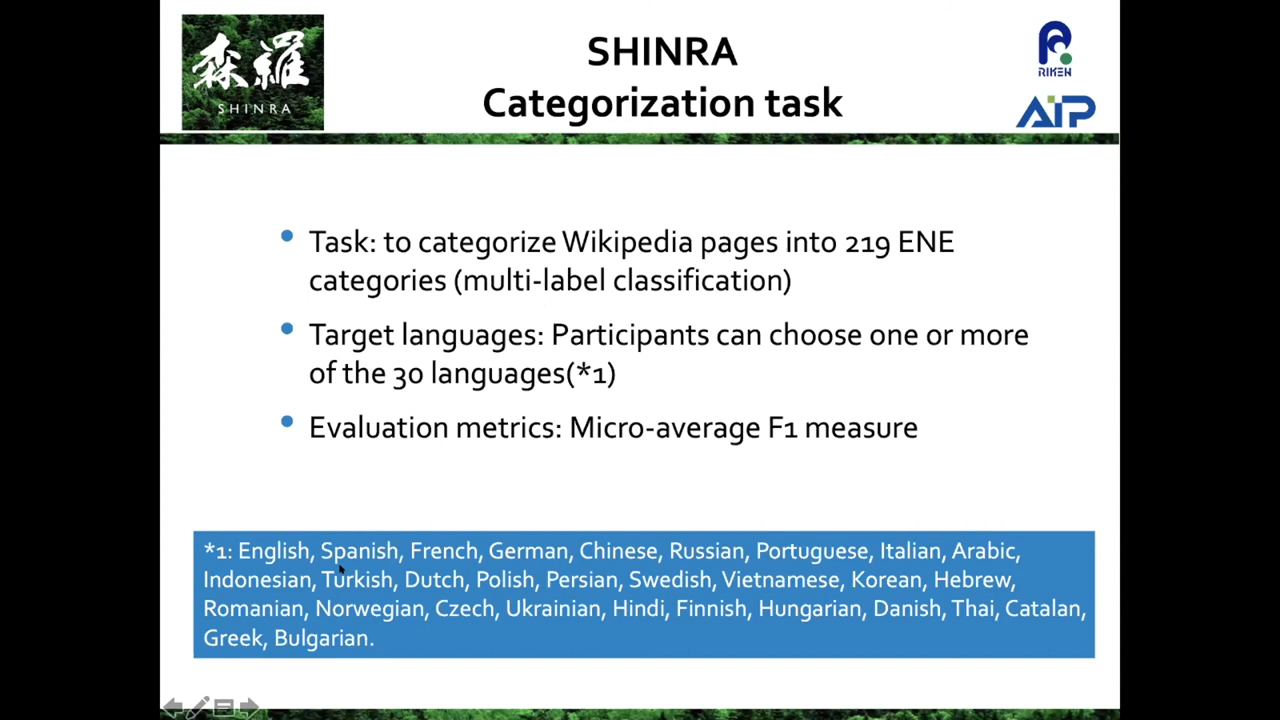 森羅
SHINRA
SHINRA
Categorization task
RIKEN
AIP
• Task: to categorize Wikipedia pages into 219 ENE
categories (multi-label classification)
• Target languages: Participants can choose one or more
of the 30 languages(*1)
• Evaluation metrics: Micro-average F1 measure
*1: English, Spanish, French, German, Chinese, Russian, Portuguese, Italian, Arabic,
Indonesian, Turkish, Dutch, Polish, Persian, Swedish, Vietnamese, Korean, Hebrew,
Romanian, Norwegian, Czech, Ukrainian, Hindi, Finnish, Hungarian, Danish, Thai, Catalan,
Greek, Bulgarian.